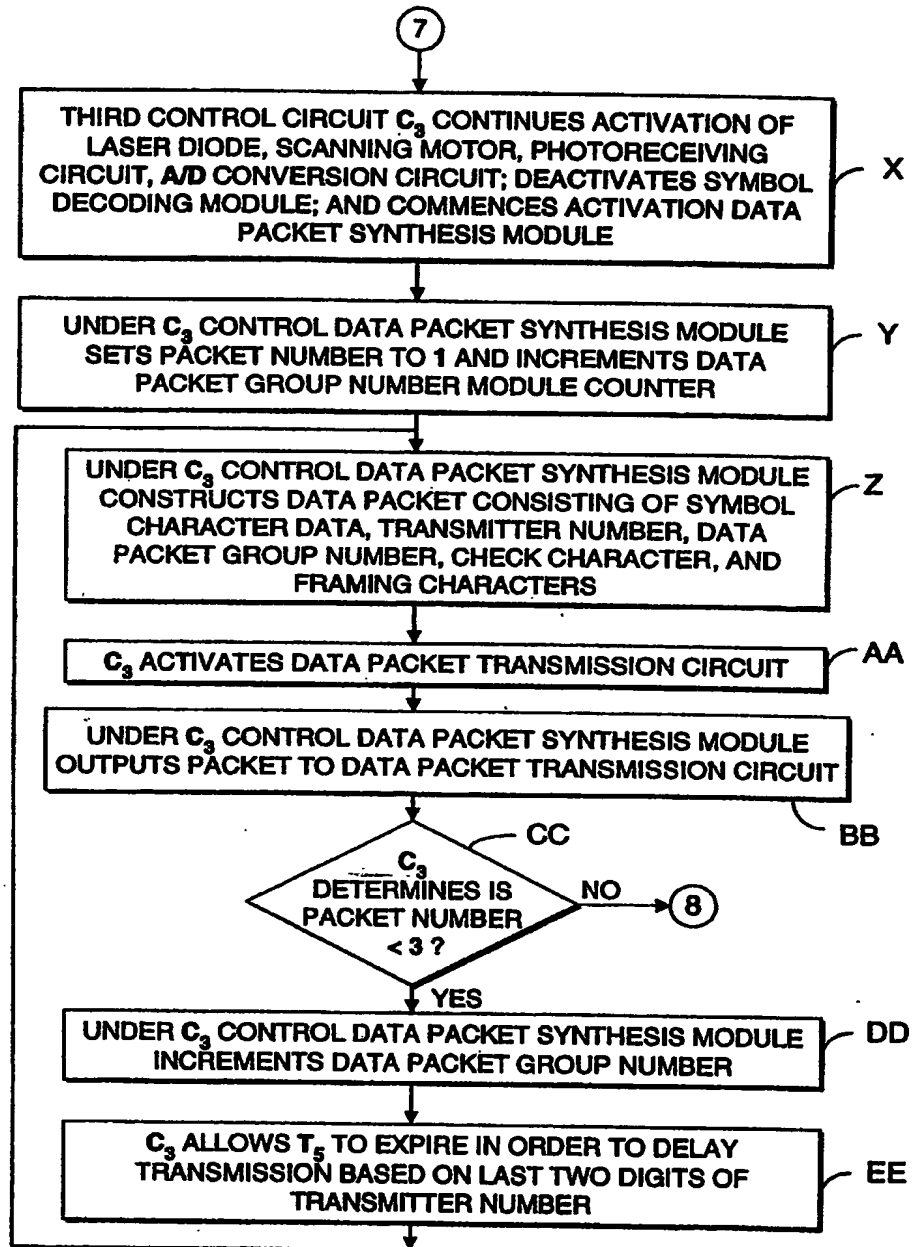 7
THIRD CONTROL CIRCUIT C₃ CONTINUES ACTIVATION OF
LASER DIODE, SCANNING MOTOR, PHOTORECEIVING
CIRCUIT, A/D CONVERSION CIRCUIT; DEACTIVATES SYMBOL
DECODING MODULE; AND COMMENCES ACTIVATION DATA
PACKET SYNTHESIS MODULE
X
UNDER C₃ CONTROL DATA PACKET SYNTHESIS MODULE
SETS PACKET NUMBER TO 1 AND INCREMENTS DATA
PACKET GROUP NUMBER MODULE COUNTER
Y
UNDER C₃ CONTROL DATA PACKET SYNTHESIS MODULE
CONSTRUCTS DATA PACKET CONSISTING OF SYMBOL
CHARACTER DATA, TRANSMITTER NUMBER, DATA
PACKET GROUP NUMBER, CHECK CHARACTER, AND
FRAMING CHARACTERS
Z
C₃ ACTIVATES DATA PACKET TRANSMISSION CIRCUIT
AA
UNDER C₃ CONTROL DATA PACKET SYNTHESIS MODULE
OUTPUTS PACKET TO DATA PACKET TRANSMISSION CIRCUIT
BB
CC
C₃
DETERMINES IS
PACKET NUMBER
< 3 ?
NO
8
YES
UNDER C₃ CONTROL DATA PACKET SYNTHESIS MODULE
INCREMENTS DATA PACKET GROUP NUMBER
DD
C₃ ALLOWS T₅ TO EXPIRE IN ORDER TO DELAY
TRANSMISSION BASED ON LAST TWO DIGITS OF
TRANSMITTER NUMBER
EE